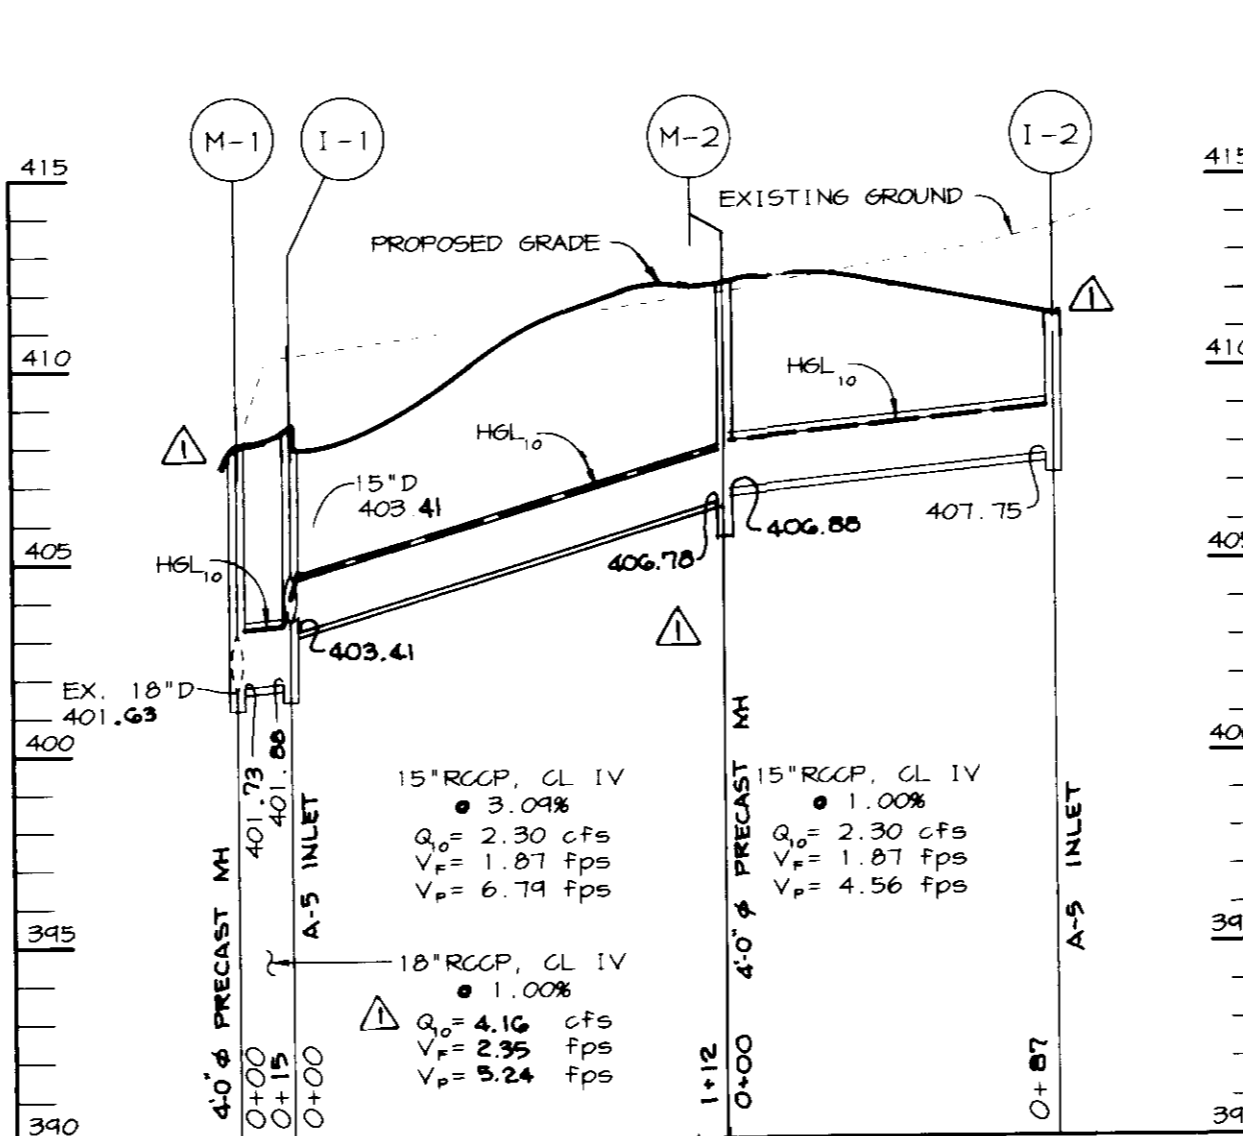 M-1
I-1
M-2
I-2
415
415
EXISTING GROUND
PROPOSED GRADE
1
410
HGL10
410
1
HGL10
15"D
403.41
407.75
406.88
405
HGL10
406.78
405
1
403.41
EX. 18"D
401.63
400
400
401.73
401.88
15"RCCP, CL IV
@ 3.09%
Q10= 2.30 cfs
VF= 1.87 fps
VP= 6.79 fps
15"RCCP, CL IV
@ 1.00%
Q10= 2.30 cfs
VF= 1.87 fps
VP= 4.56 fps
4'-0" ϕ PRECAST MH
A-5 INLET
4'-0" ϕ PRECAST MH
A-5 INLET
395
39
18"RCCP, CL IV
@ 1.00%
1
Q10= 4.16 cfs
VF= 2.35 fps
VP= 5.24 fps
0+00
0+15
0+00
1+12
0+00
0+87
390
39